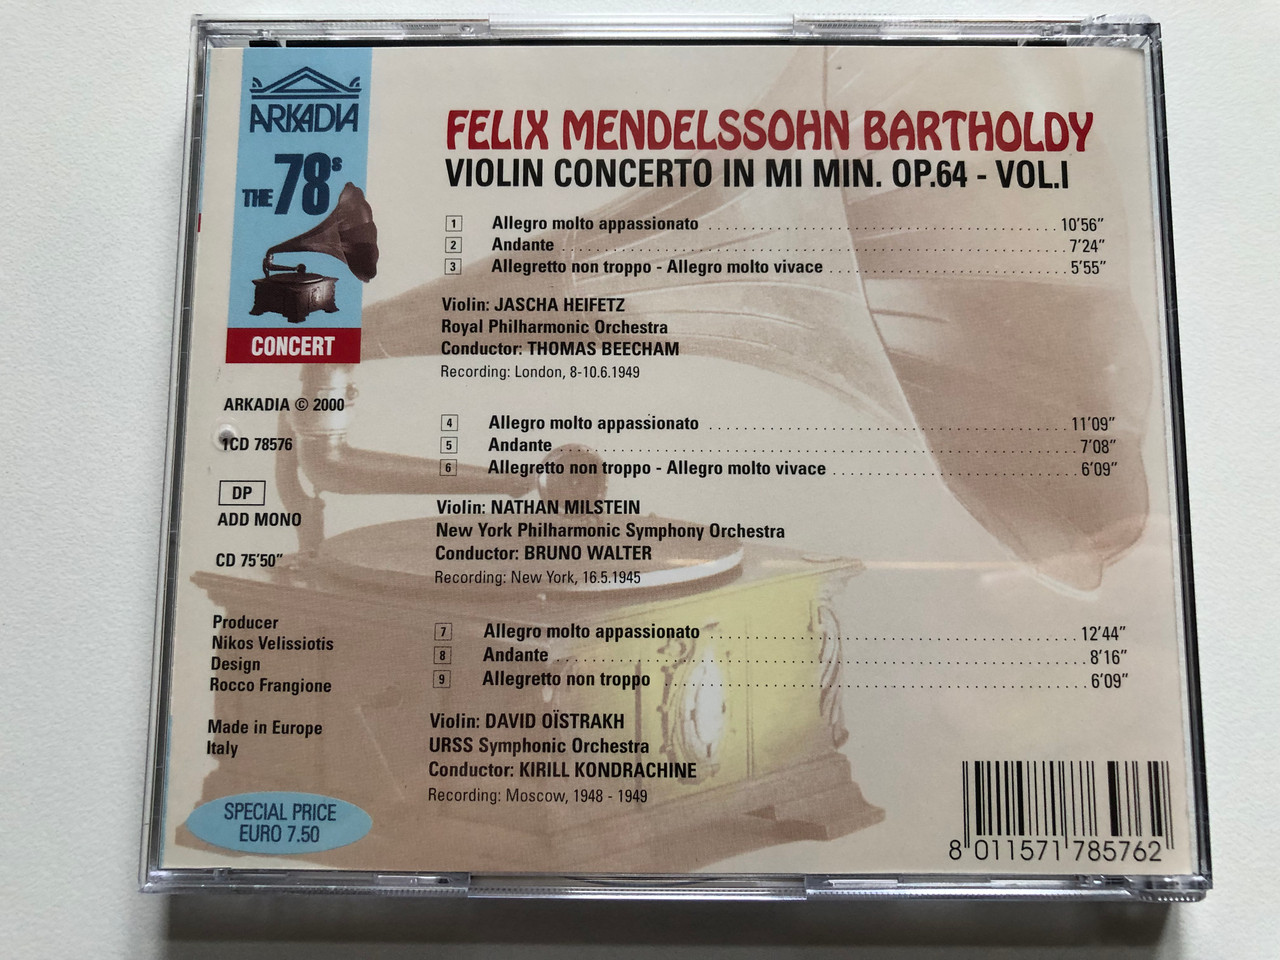 ARKADIA
THE 78s
CONCERT
ARKADIA © 2000
1CD 78576
DP
ADD MONO
CD 75'50"
Producer
Nikos Velissiotis
Design
Rocco Frangione
Made in Europe
Italy
SPECIAL PRICE
EURO 7.50
FELIX MENDELSSOHN BARTHOLDY
VIOLIN CONCERTO IN MI MIN. OP.64 - VOL.I
1 Allegro molto appassionato 10'56"
2 Andante 7'24"
3 Allegretto non troppo - Allegro molto vivace 5'55"
Violin: JASCHA HEIFETZ
Royal Philharmonic Orchestra
Conductor: THOMAS BEECHAM
Recording: London, 8-10.6.1949
4 Allegro molto appassionato 11'09"
5 Andante 7'08"
6 Allegretto non troppo - Allegro molto vivace 6'09"
Violin: NATHAN MILSTEIN
New York Philharmonic Symphony Orchestra
Conductor: BRUNO WALTER
Recording: New York, 16.5.1945
7 Allegro molto appassionato 12'44"
8 Andante 8'16"
9 Allegretto non troppo 6'09"
Violin: DAVID OÏSTRAKH
URSS Symphonic Orchestra
Conductor: KIRILL KONDRACHINE
Recording: Moscow, 1948 - 1949
8 011571 785762